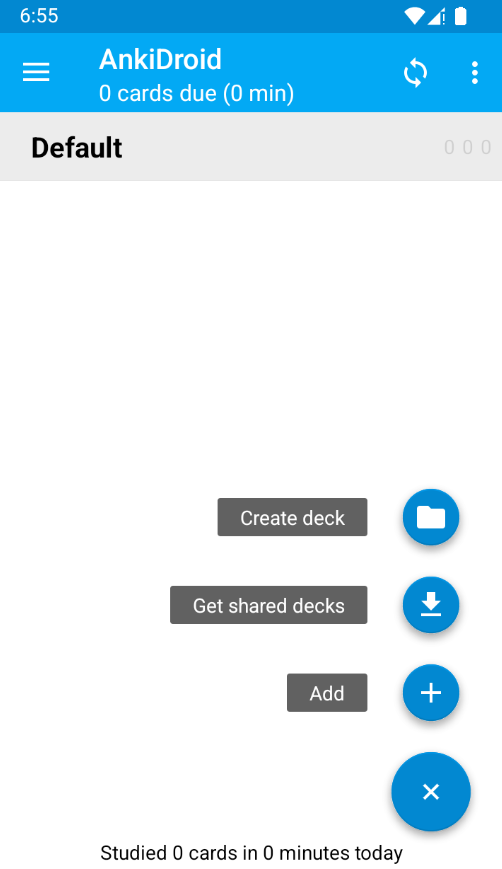 6:55
AnkiDroid
0 cards due (0 min)
Default
0 0 0
Create deck
Get shared decks
Add
Studied 0 cards in 0 minutes today